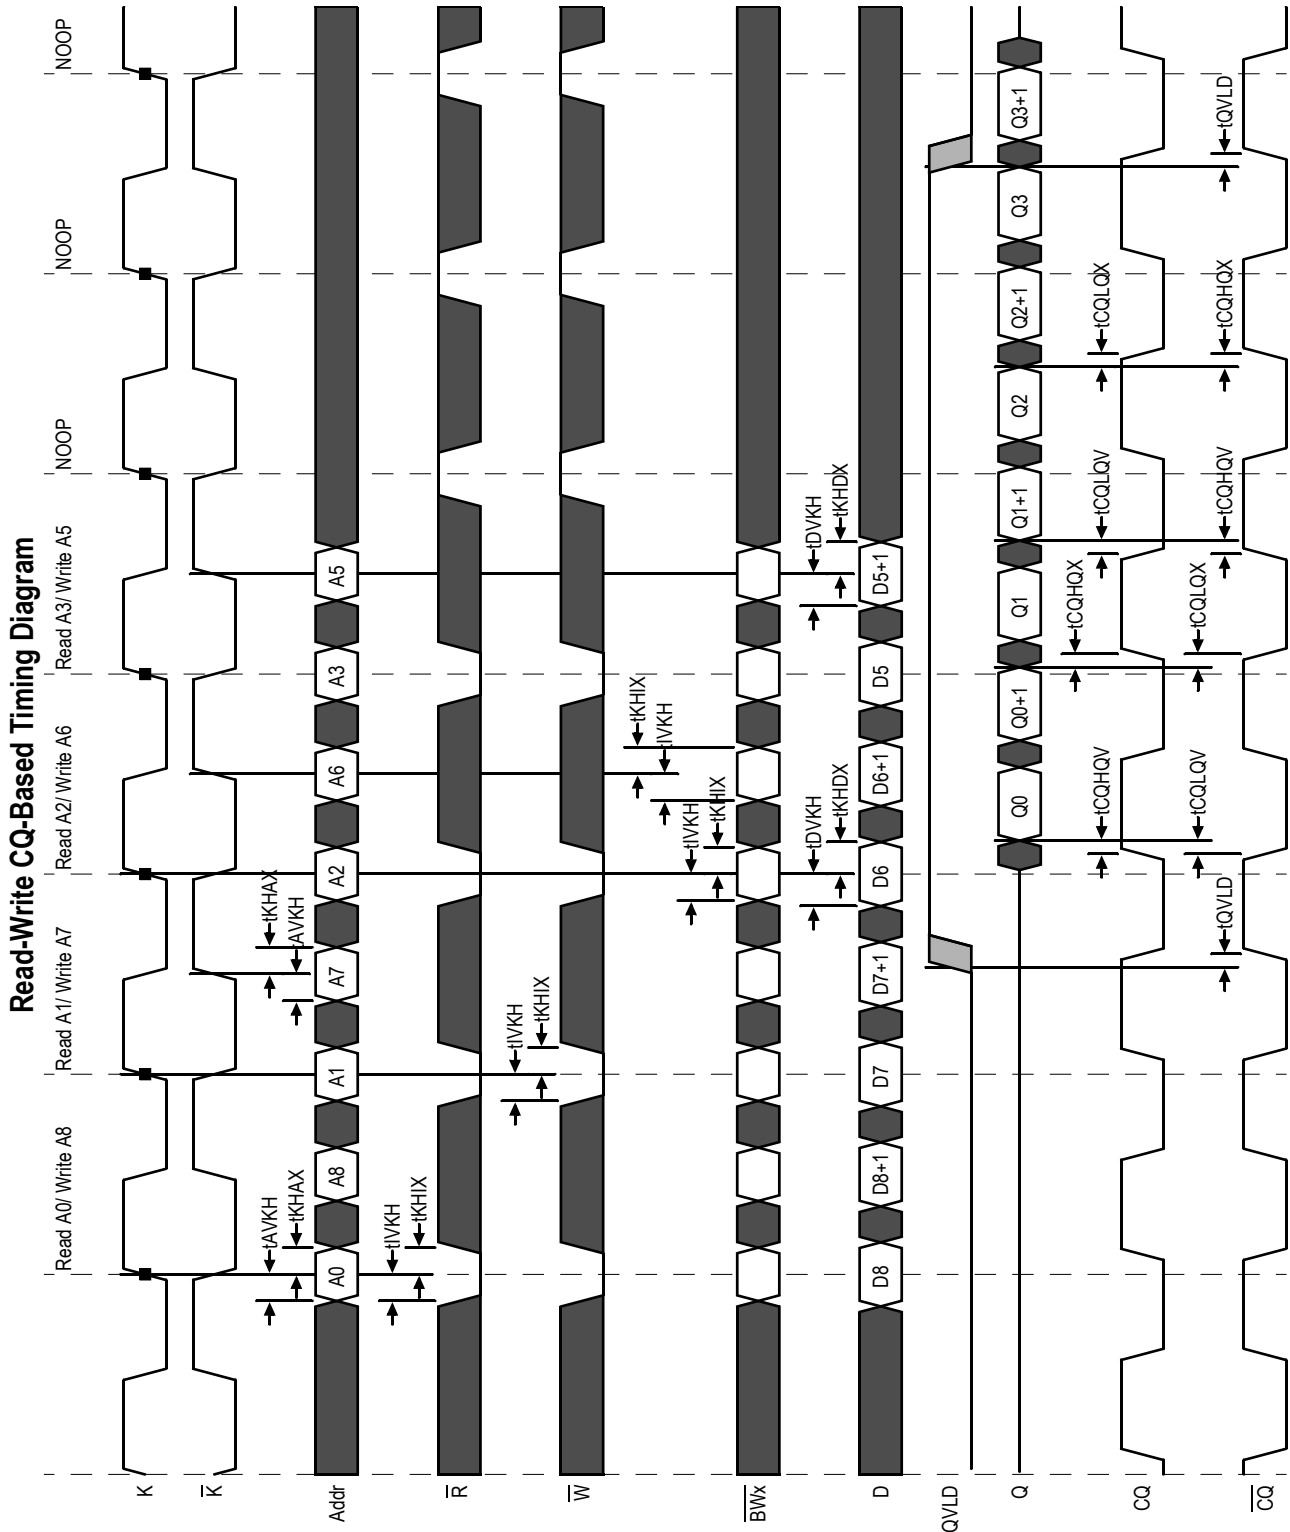 Read-Write CQ-Based Timing Diagram
Read A0/ Write A8
Read A1/ Write A7
Read A2/ Write A6
Read A3/ Write A5
NOOP
NOOP
NOOP
K
K
tAVKH
tKHAX
tKHAX
tAVKH
Addr
A0
A8
A1
A7
A2
A6
A3
A5
tIVKH
tKHIX
R
tIVKH
tKHIX
W
tKHIX
tIVKH
tIVKH
tKHIX
BWx
tDVKH
tKHDX
tDVKH
tKHDX
D
D8
D8+1
D7
D7+1
D6
D6+1
D5
D5+1
QVLD
Q
Q0
Q0+1
Q1
Q1+1
Q2
Q2+1
Q3
Q3+1
tCQHQX
tCQHQV
tCQLQV
tCQLQX
CQ
tCQLQV
tCQLQX
tQVLD
tCQHQV
tCQHQX
tQVLD
CQ